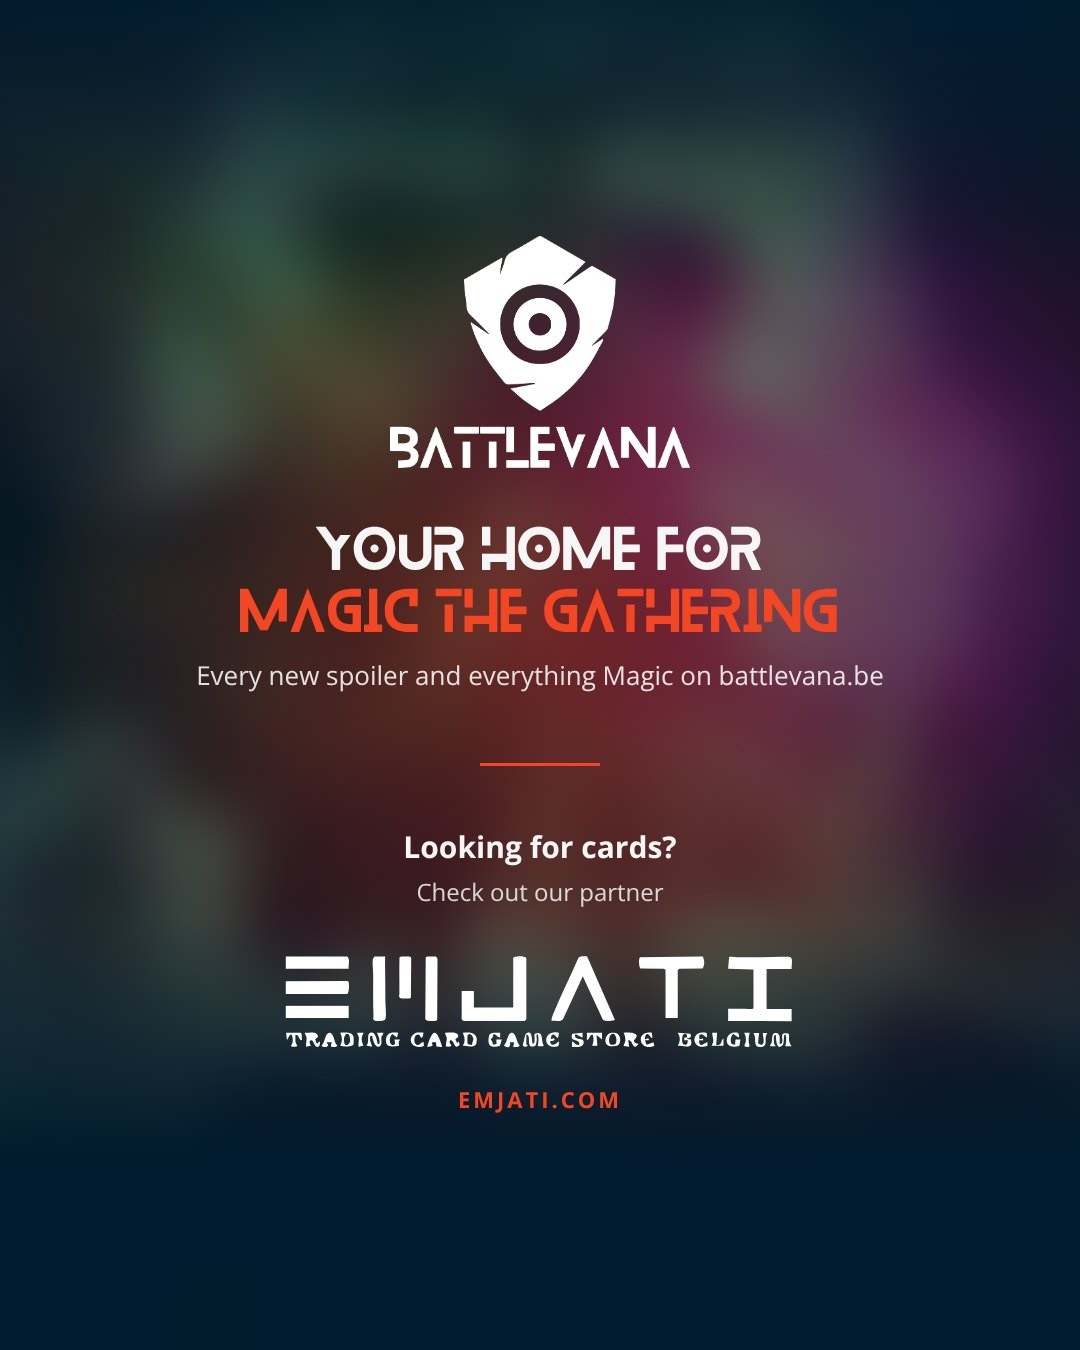 BATTLEVANA
YOUR HOME FOR
MAGIC THE GATHERING
Every new spoiler and everything Magic on battlevana.be
Looking for cards?
Check out our partner
EMJATI
TRADING CARD GAME STORE BELGIUM
EMJATI.COM